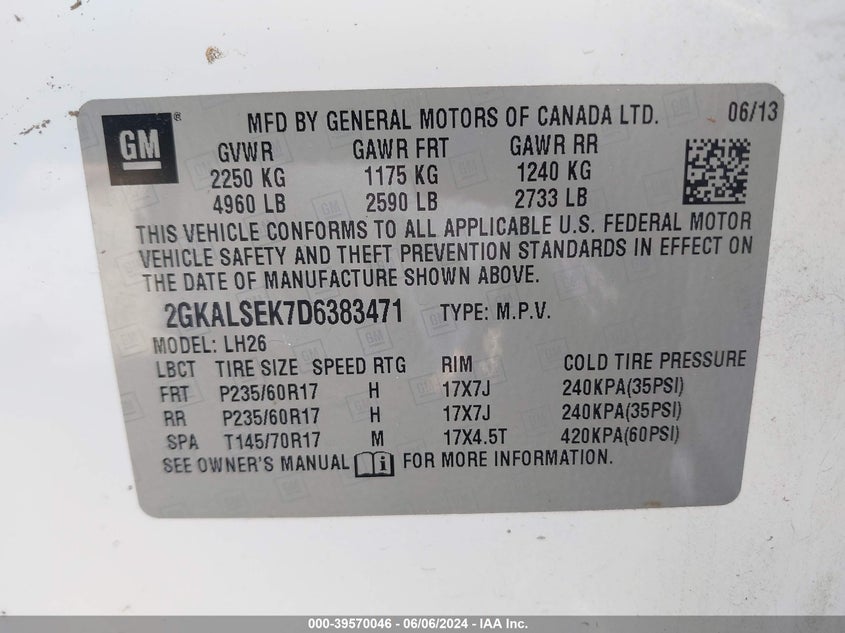 GM ® MFD BY GENERAL MOTORS OF CANADA LTD. 06/13
GVWR GAWR FRT GAWR RR
2250 KG 1175 KG 1240 KG
4960 LB 2590 LB 2733 LB
THIS VEHICLE CONFORMS TO ALL APPLICABLE U.S. FEDERAL MOTOR
VEHICLE SAFETY AND THEFT PREVENTION STANDARDS IN EFFECT ON
THE DATE OF MANUFACTURE SHOWN ABOVE.
2GKALSEK7D6383471 TYPE: M.P.V.
MODEL: LH26
LBCT TIRE SIZE SPEED RTG RIM COLD TIRE PRESSURE
FRT P235/60R17 H 17X7J 240KPA(35PSI)
RR P235/60R17 H 17X7J 240KPA(35PSI)
SPA T145/70R17 M 17X4.5T 420KPA(60PSI)
SEE OWNER'S MANUAL i FOR MORE INFORMATION.
000-39570046 - 06/06/2024 - IAA Inc.